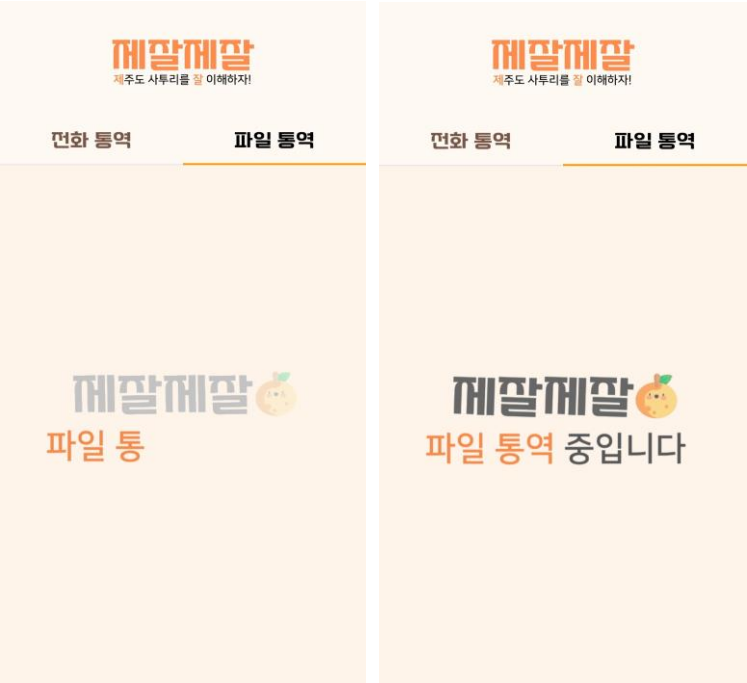 제잘제잘
제주도 사투리를 잘 이해하자!
전화 통역 파일 통역
제잘제잘
파일 통
제잘제잘
제주도 사투리를 잘 이해하자!
전화 통역 파일 통역
제잘제잘
파일 통역 중입니다